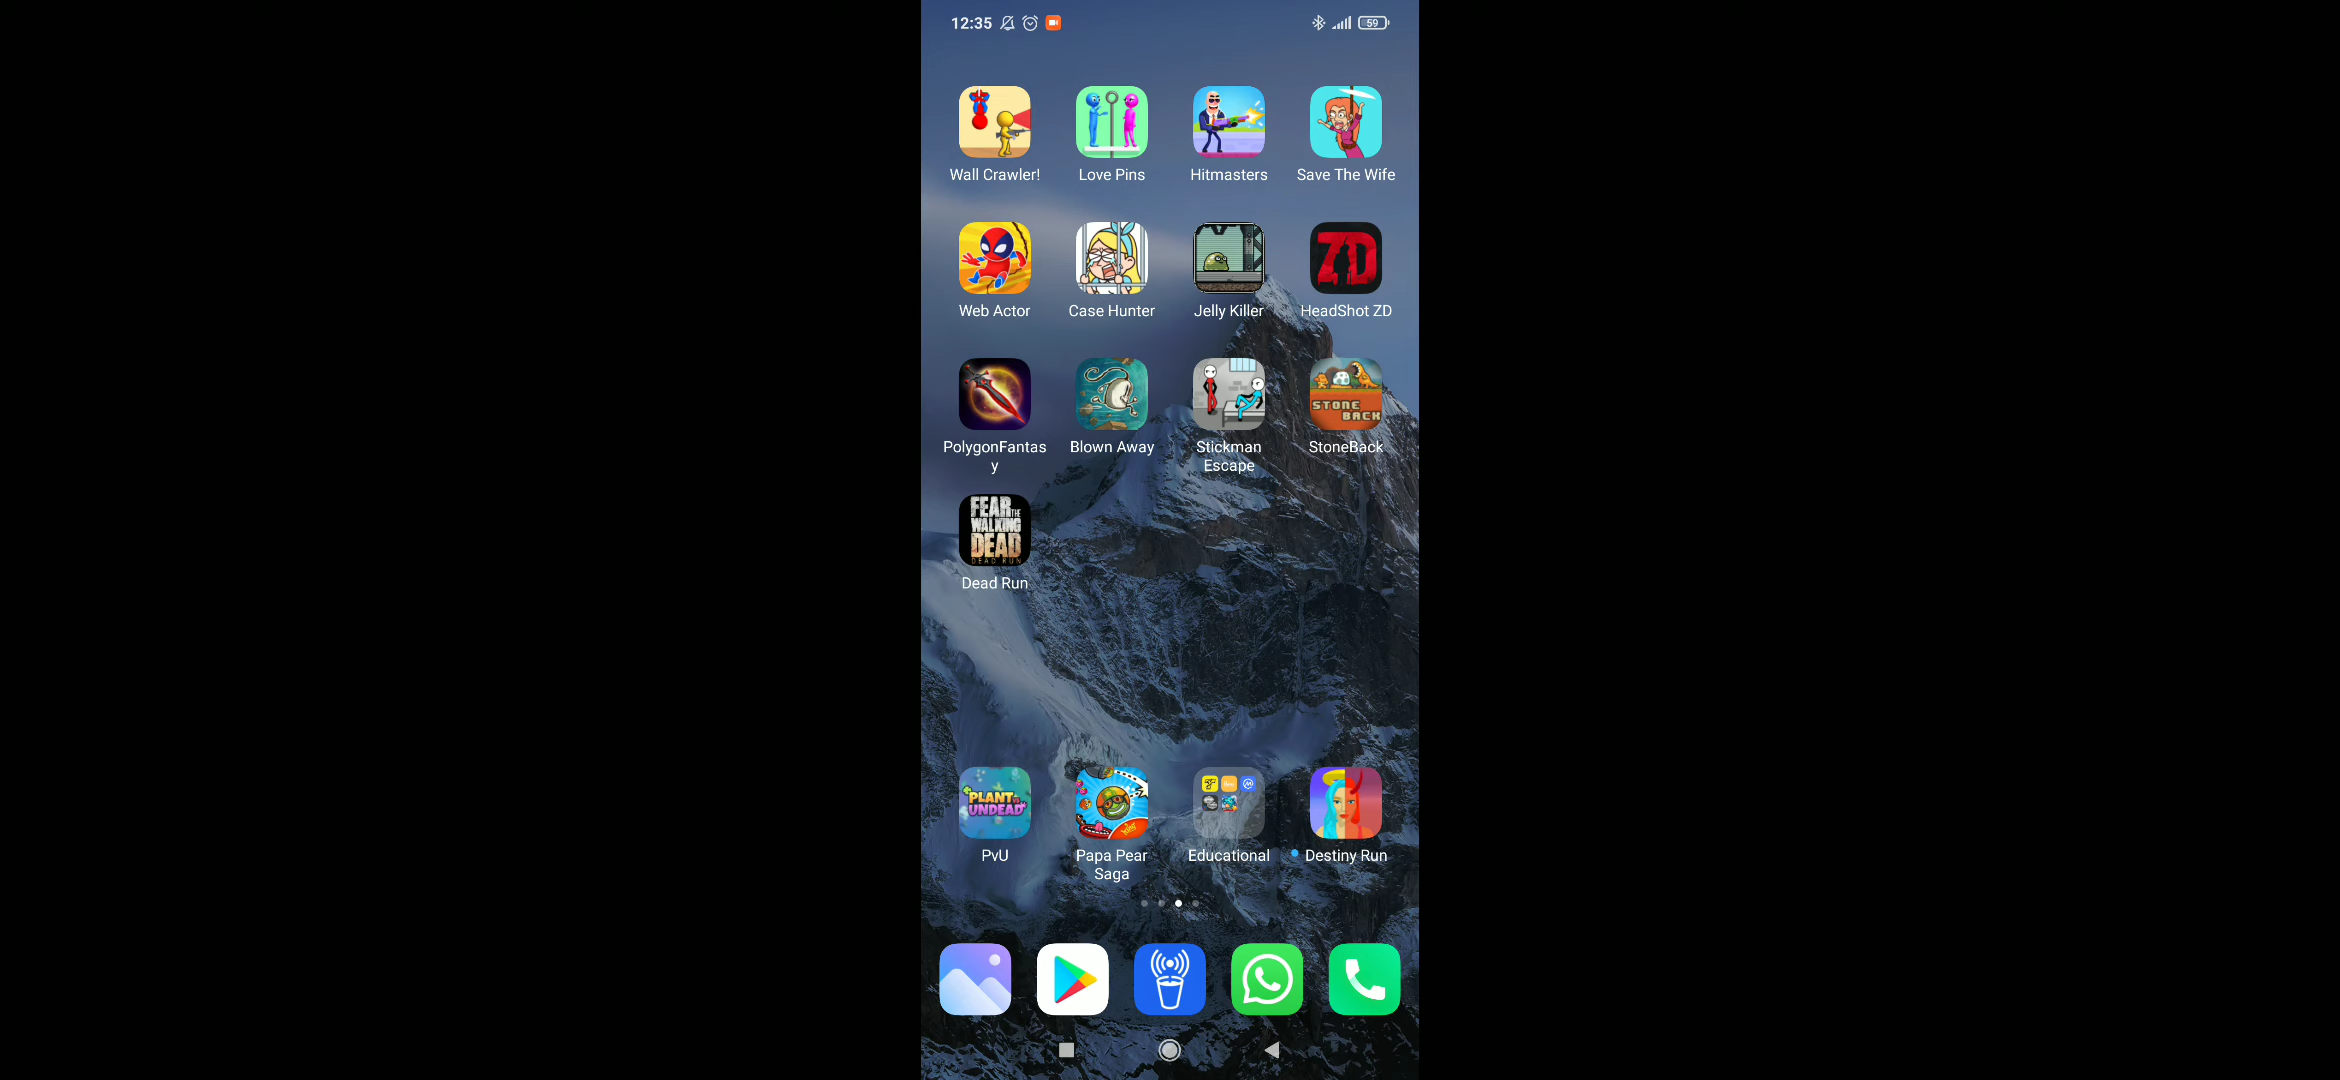 12:35
59
Wall Crawler!
Love Pins
Hitmasters
Save The Wife
ZD
Web Actor
Case Hunter
Jelly Killer
HeadShot ZD
STONE
BACK
PolygonFantas
y
Blown Away
Stickman
Escape
StoneBack
FEAR THE
WALKING
DEAD
DEAD RUN
Dead Run
PLANT VS
UNDEAD
King
PvU
Papa Pear
Saga
Educational
Destiny Run